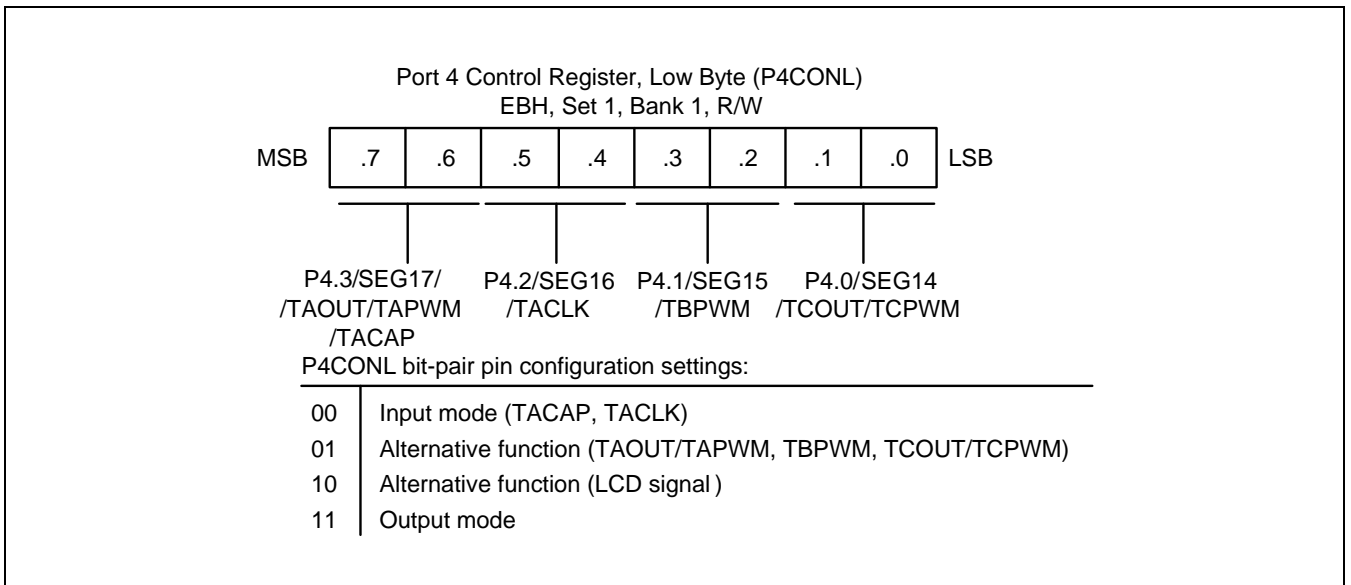 Port 4 Control Register, Low Byte (P4CONL)
EBH, Set 1, Bank 1, R/W
MSB .7 .6 .5 .4 .3 .2 .1 .0 LSB
P4.3/SEG17/
/TAOUT/TAPWM
/TACAP
P4.2/SEG16
/TACLK
P4.1/SEG15
/TBPWM
P4.0/SEG14
/TCOUT/TCPWM
P4CONL bit-pair pin configuration settings:
00 Input mode (TACAP, TACLK)
01 Alternative function (TAOUT/TAPWM, TBPWM, TCOUT/TCPWM)
10 Alternative function (LCD signal )
11 Output mode